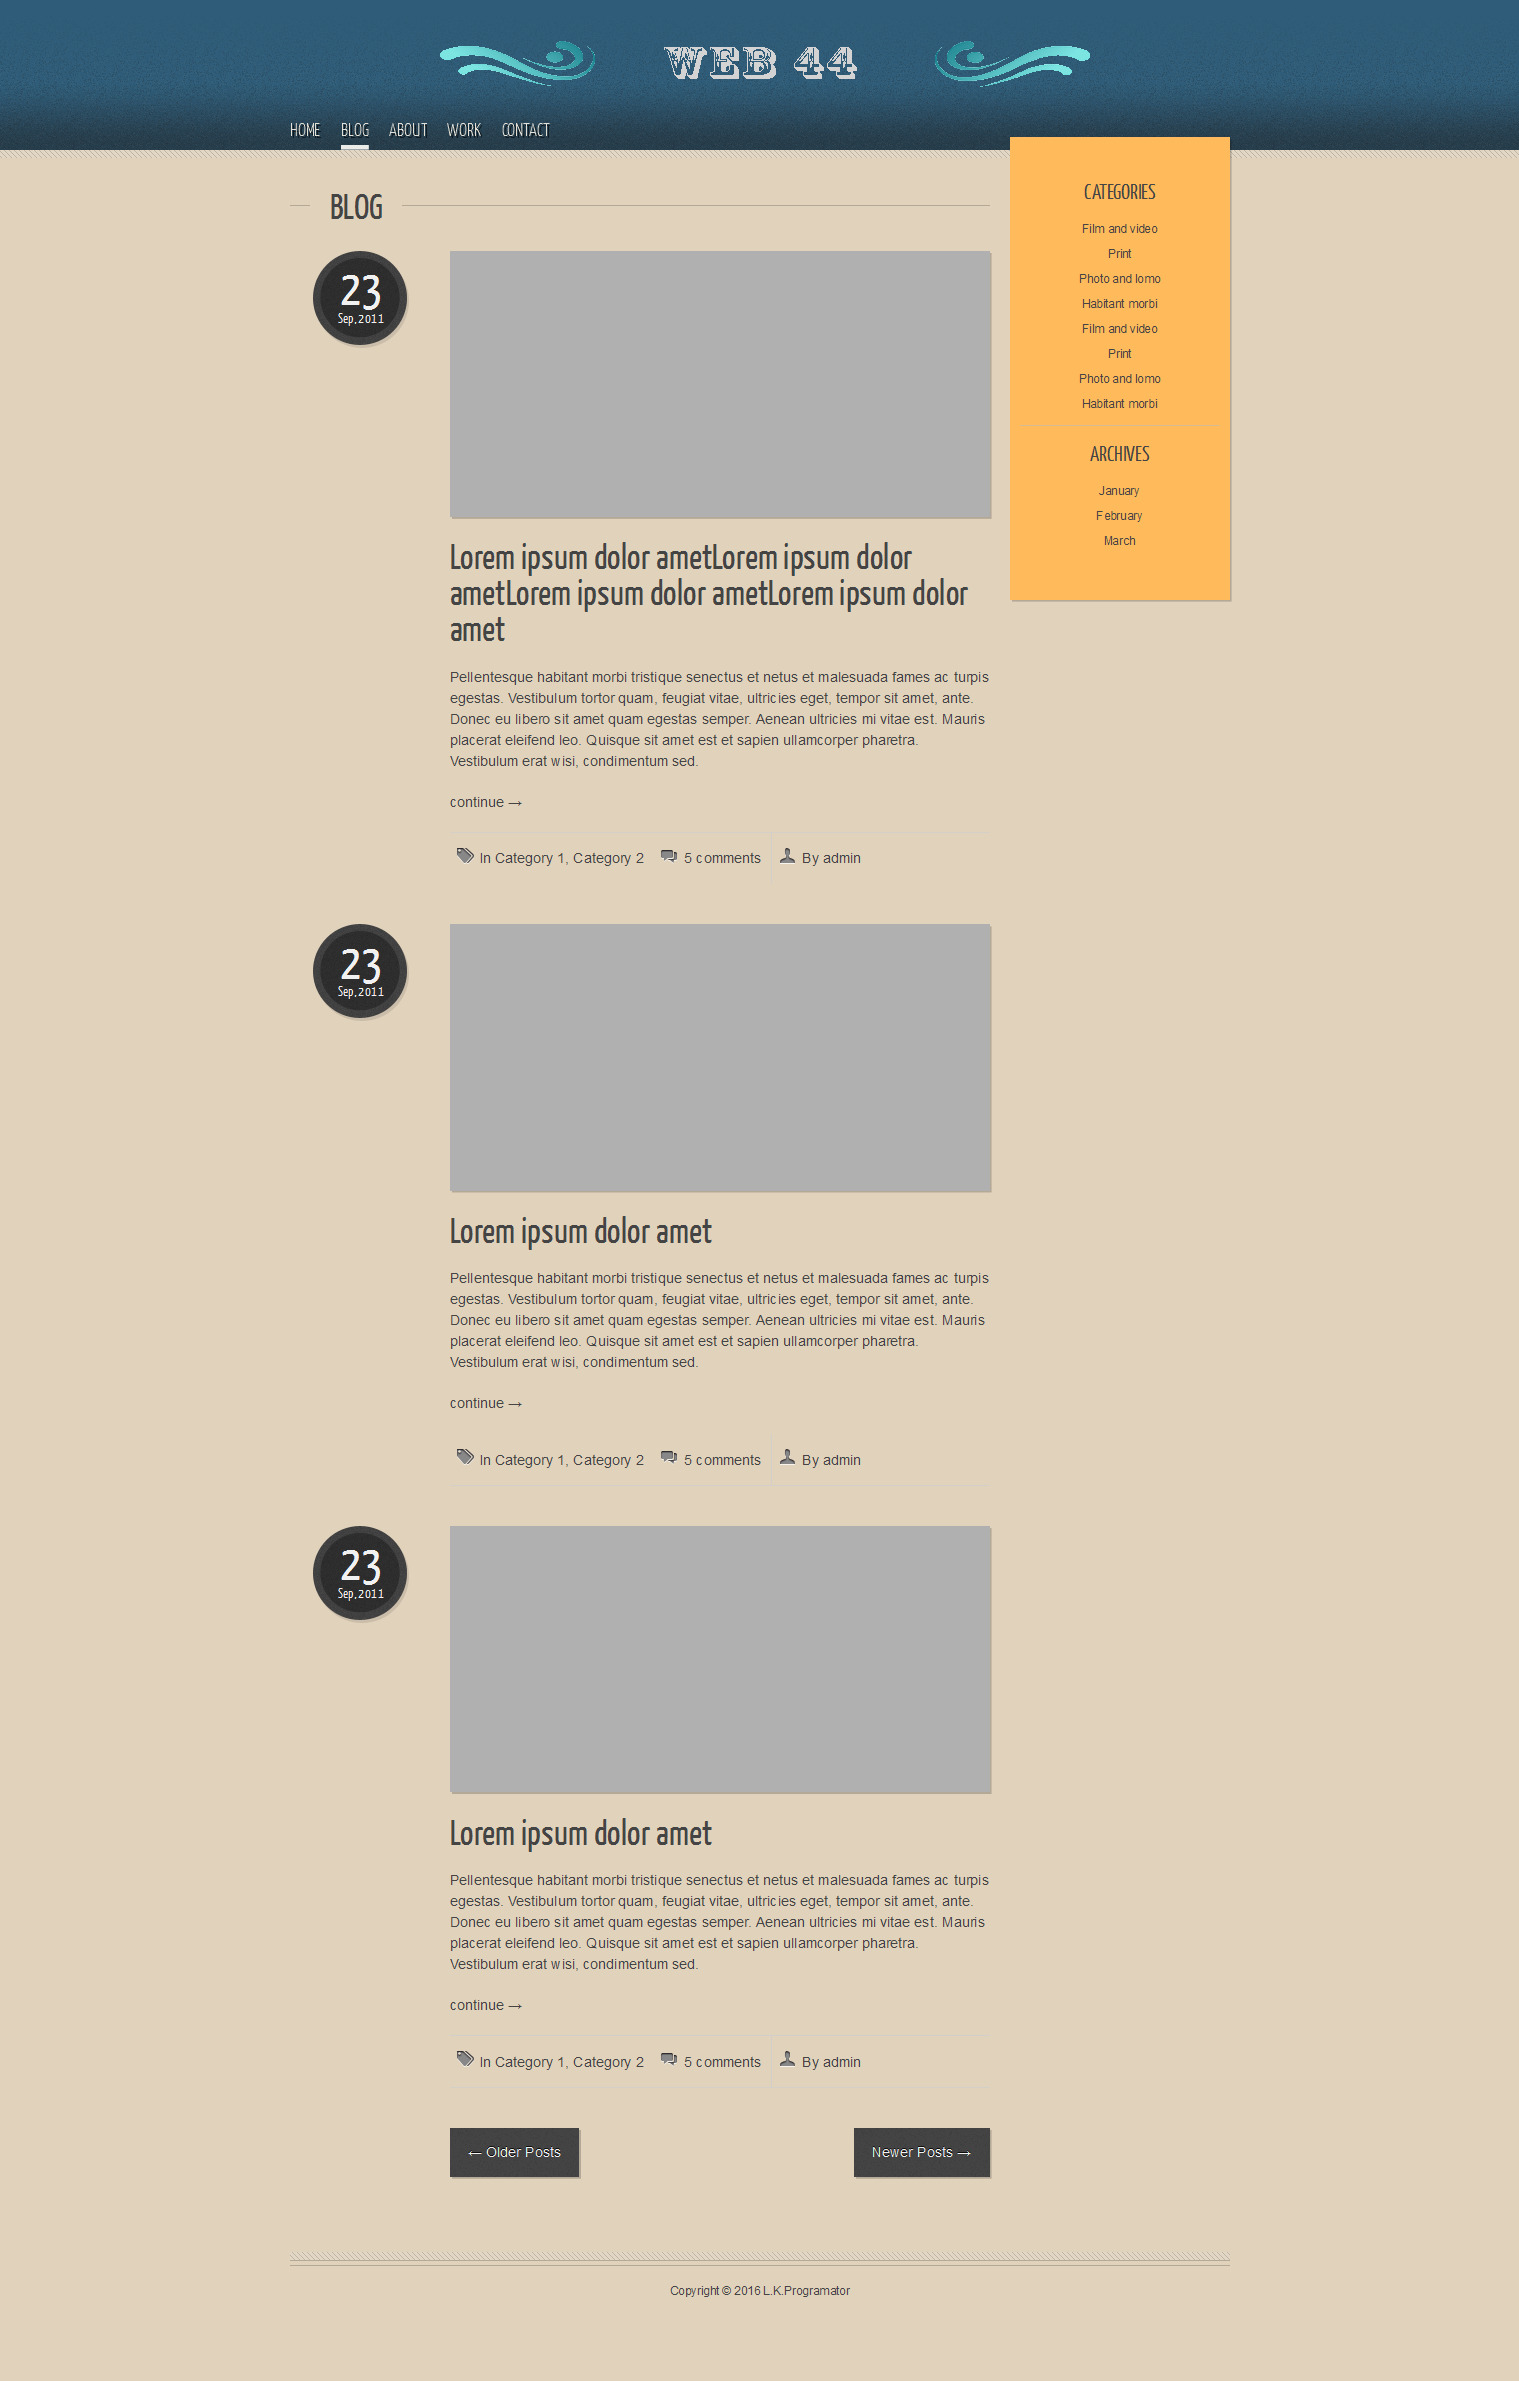 WEB 44
HOME BLOG ABOUT WORK CONTACT
BLOG
23
Sep,2011
Lorem ipsum dolor ametLorem ipsum dolor
ametLorem ipsum dolor ametLorem ipsum dolor
amet
Pellentesque habitant morbi tristique senectus et netus et malesuada fames ac turpis
egestas. Vestibulum tortor quam, feugiat vitae, ultricies eget, tempor sit amet, ante.
Donec eu libero sit amet quam egestas semper. Aenean ultricies mi vitae est. Mauris
placerat eleifend leo. Quisque sit amet est et sapien ullamcorper pharetra.
Vestibulum erat wisi, condimentum sed.
continue →
In Category 1, Category 2 5 comments By admin
23
Sep,2011
Lorem ipsum dolor amet
Pellentesque habitant morbi tristique senectus et netus et malesuada fames ac turpis
egestas. Vestibulum tortor quam, feugiat vitae, ultricies eget, tempor sit amet, ante.
Donec eu libero sit amet quam egestas semper. Aenean ultricies mi vitae est. Mauris
placerat eleifend leo. Quisque sit amet est et sapien ullamcorper pharetra.
Vestibulum erat wisi, condimentum sed.
continue →
In Category 1, Category 2 5 comments By admin
23
Sep,2011
Lorem ipsum dolor amet
Pellentesque habitant morbi tristique senectus et netus et malesuada fames ac turpis
egestas. Vestibulum tortor quam, feugiat vitae, ultricies eget, tempor sit amet, ante.
Donec eu libero sit amet quam egestas semper. Aenean ultricies mi vitae est. Mauris
placerat eleifend leo. Quisque sit amet est et sapien ullamcorper pharetra.
Vestibulum erat wisi, condimentum sed.
continue →
In Category 1, Category 2 5 comments By admin
← Older Posts Newer Posts →
CATEGORIES
Film and video
Print
Photo and lomo
Habitant morbi
Film and video
Print
Photo and lomo
Habitant morbi
ARCHIVES
January
February
March
Copyright © 2016 L.K.Programator